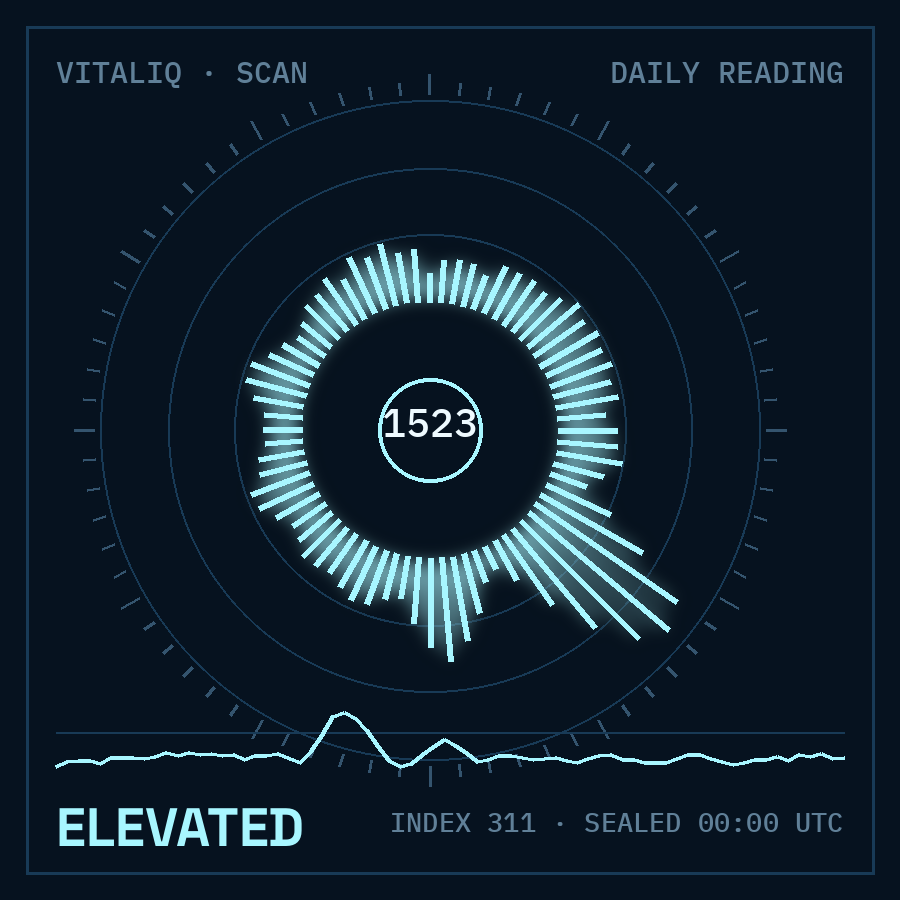 VITALIQ · SCAN
DAILY READING
1523
ELEVATED
INDEX 311 · SEALED 00:00 UTC